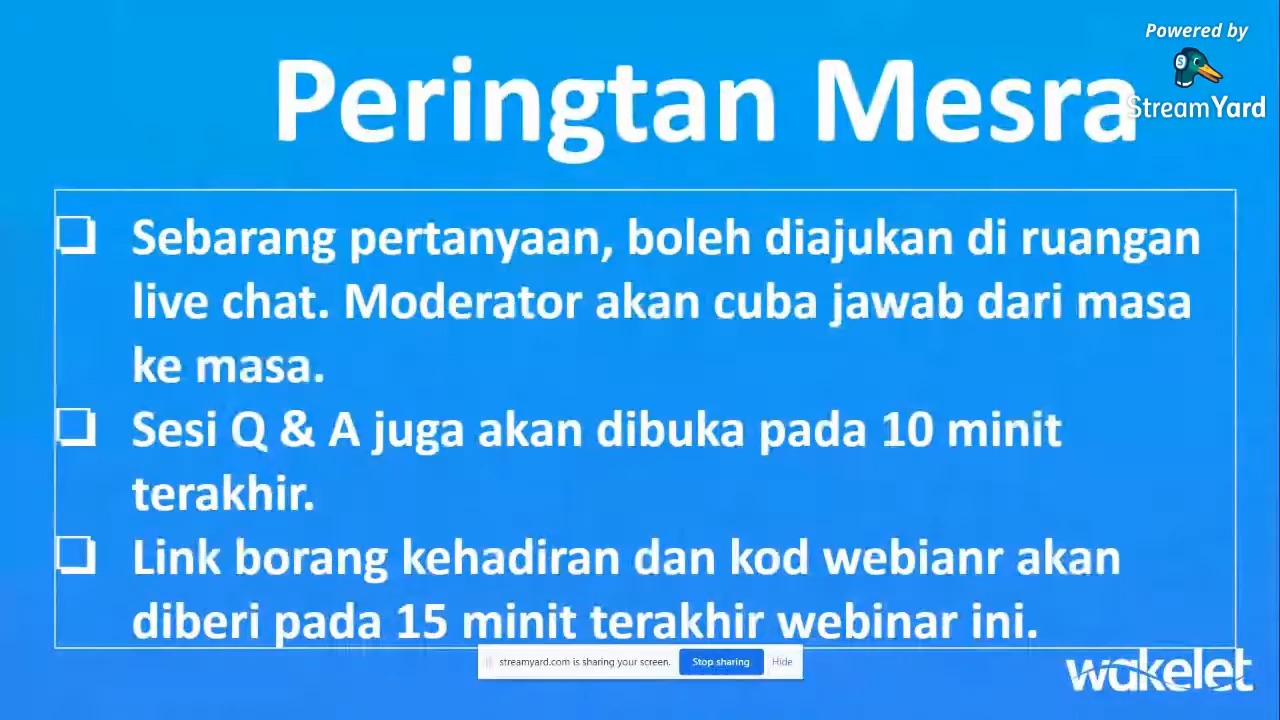 Powered by
StreamYard
Peringtan Mesra
Sebarang pertanyaan, boleh diajukan di ruangan
live chat. Moderator akan cuba jawab dari masa
ke masa.
Sesi Q & A juga akan dibuka pada 10 minit
terakhir.
Link borang kehadiran dan kod webianr akan
diberi pada 15 minit terakhir webinar ini.
streamyard.com is sharing your screen. Stop sharing Hide
wakelet